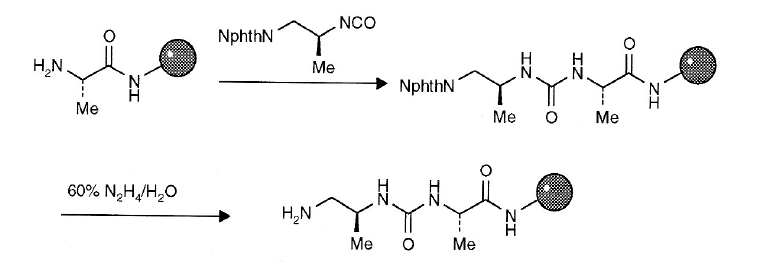 NphthN NCO
Me
H₂N O N H
Me
NphthN H N O H N O N H
Me Me
60% N₂H₄/H₂O
H₂N H N O H N O N H
Me Me